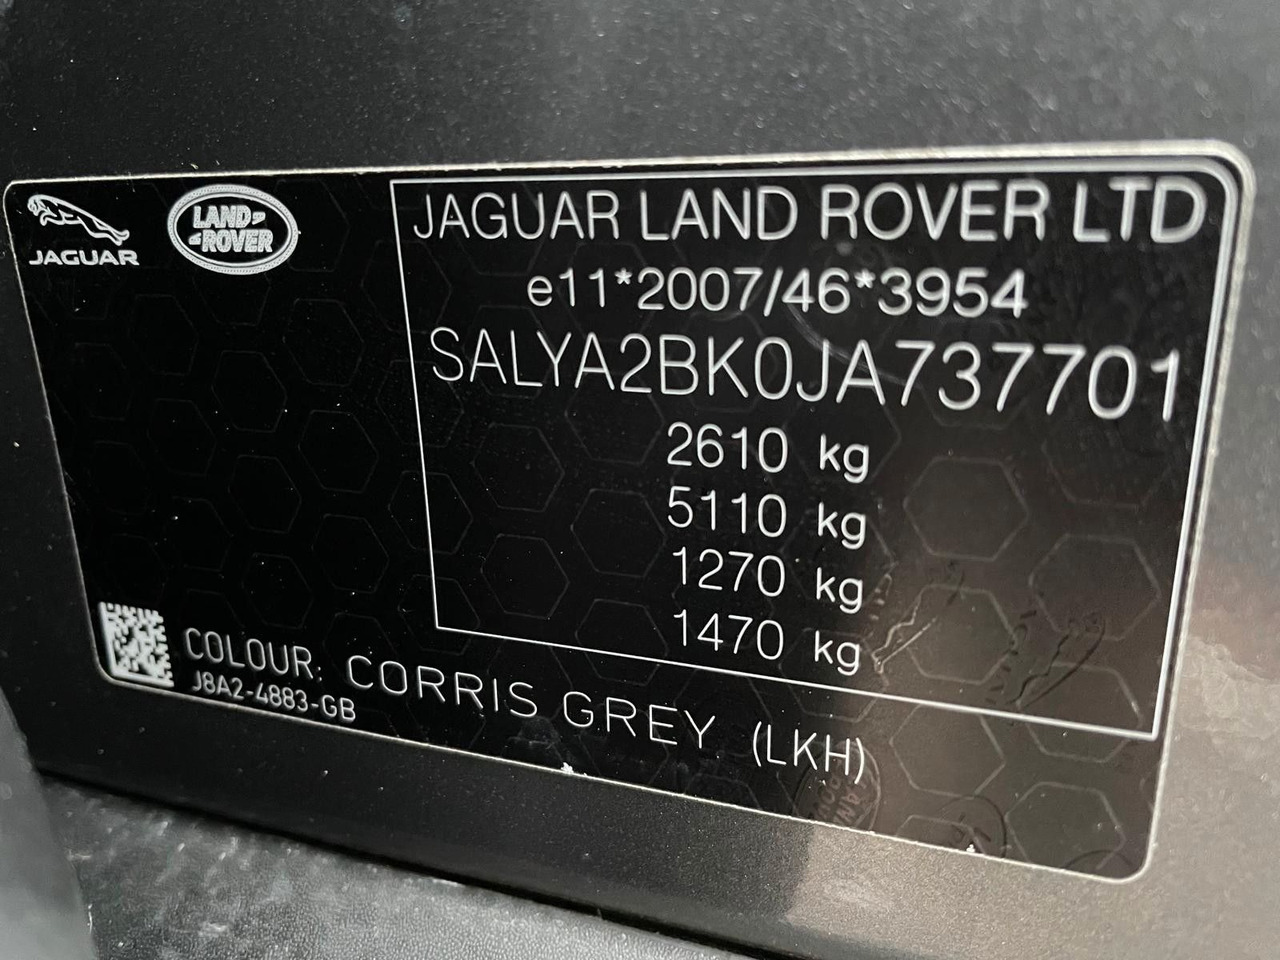 JAGUAR
LAND
ROVER
JAGUAR LAND ROVER LTD
e11*2007/46*3954
SALYA2BK0JA737701
2610 kg
5110 kg
1270 kg
1470 kg
COLOUR: CORRIS GREY (LKH)
J8A2-4883-GB